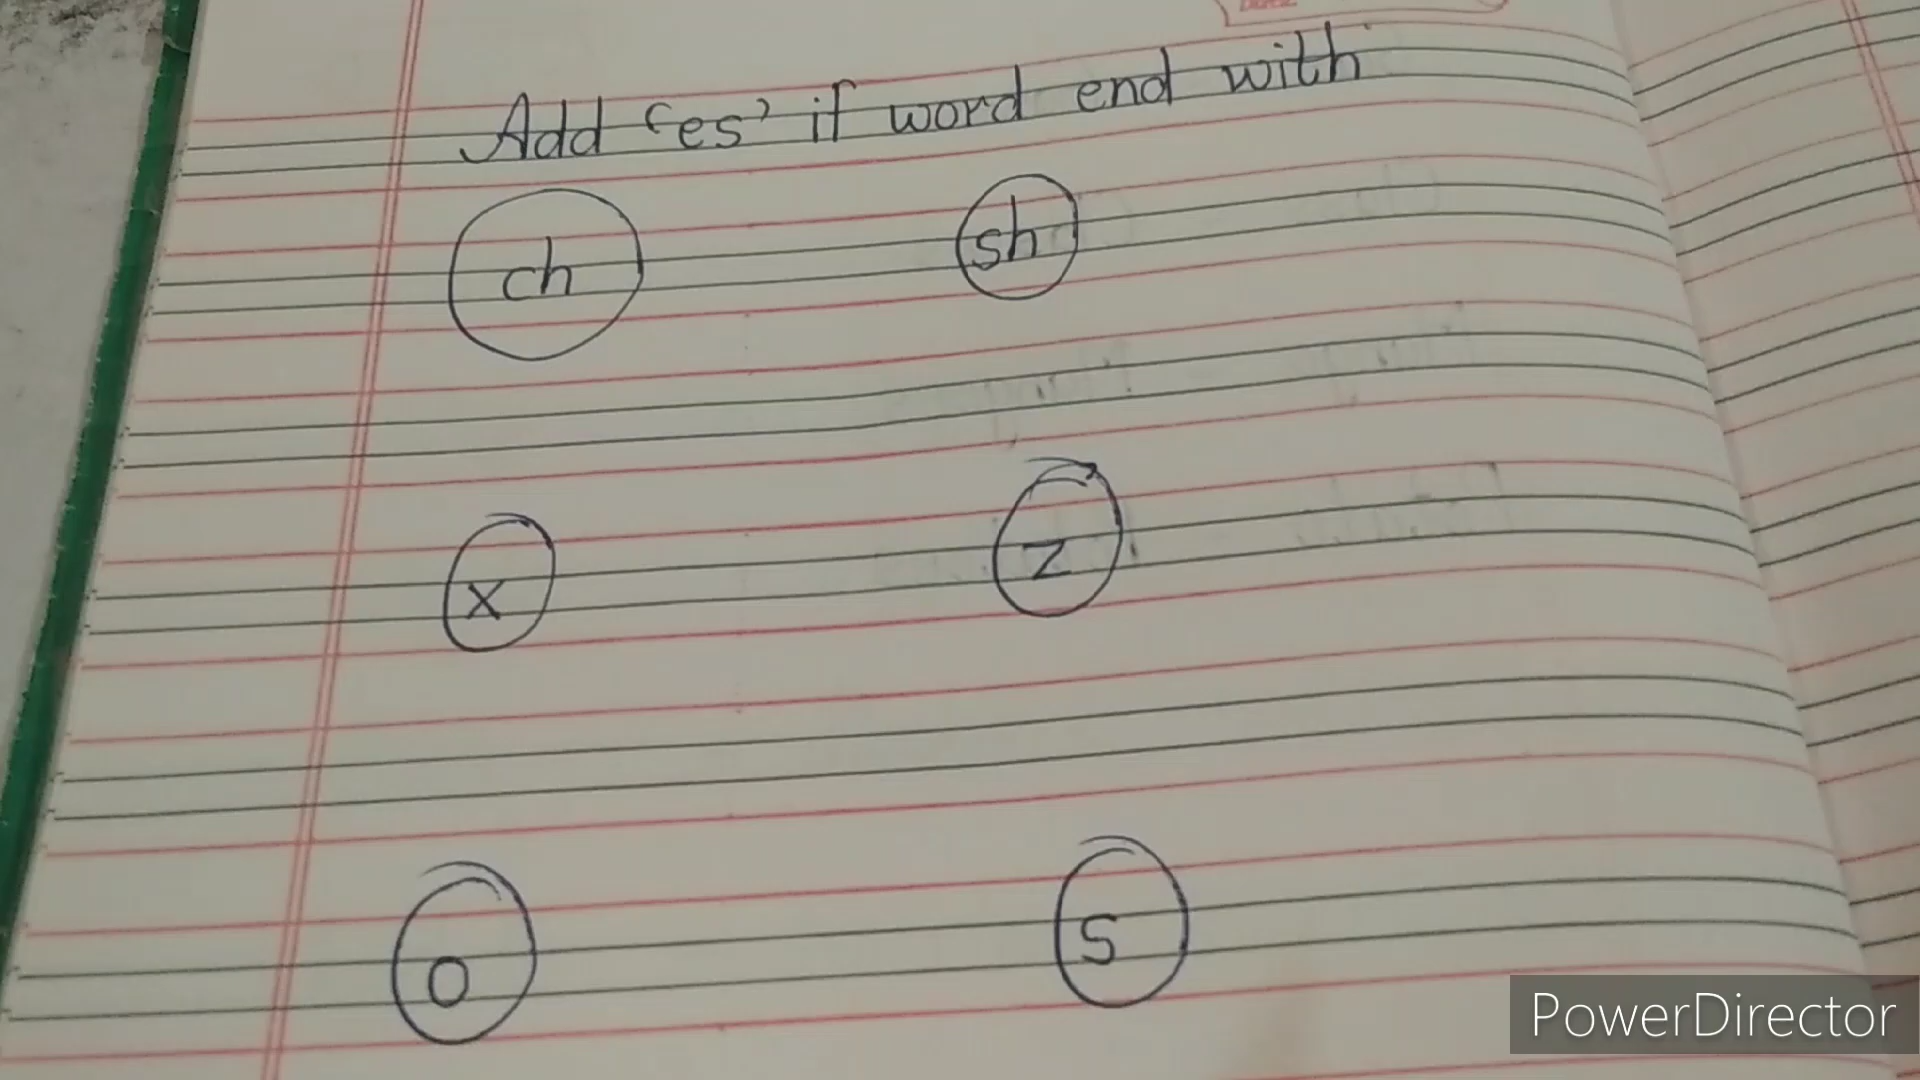 Add 'es' if word end with
ch sh
x z
o s
PowerDirector